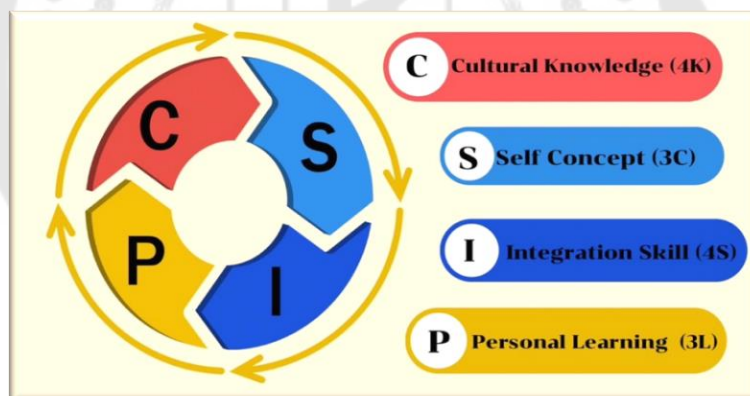 C
S
P
I
C Cultural Knowledge (4K)
S Self Concept (3C)
I Integration Skill (4S)
P Personal Learning (3L)